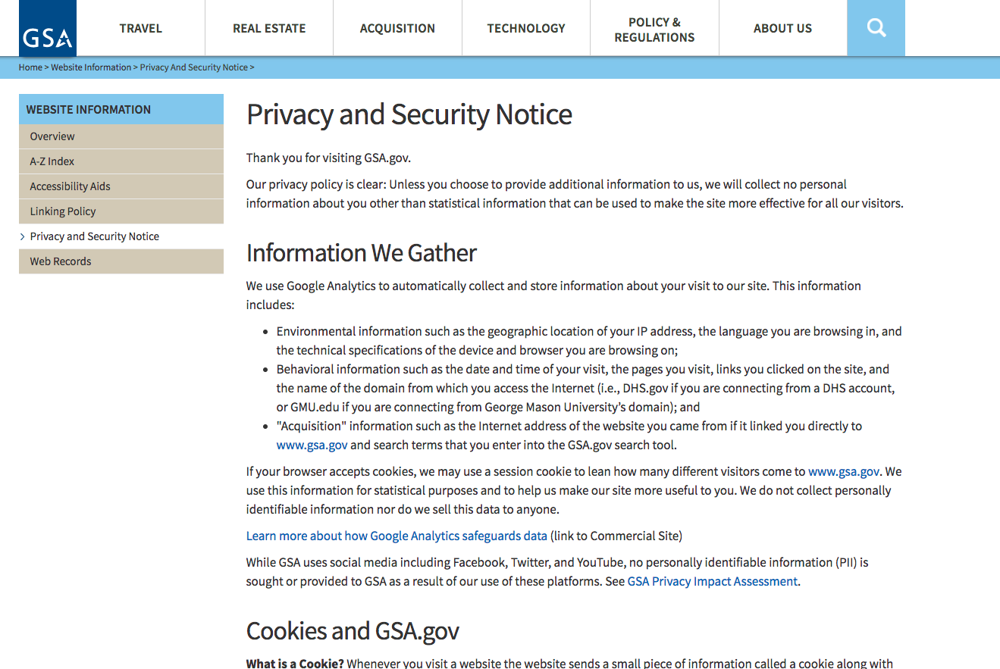 GSA
TRAVEL
REAL ESTATE
ACQUISITION
TECHNOLOGY
POLICY &
REGULATIONS
ABOUT US
Home > Website Information > Privacy And Security Notice >
WEBSITE INFORMATION
Overview
A-Z Index
Accessibility Aids
Linking Policy
Privacy and Security Notice
Web Records
Privacy and Security Notice
Thank you for visiting GSA.gov.
Our privacy policy is clear: Unless you choose to provide additional information to us, we will collect no personal
information about you other than statistical information that can be used to make the site more effective for all our visitors.
Information We Gather
We use Google Analytics to automatically collect and store information about your visit to our site. This information
includes:
• Environmental information such as the geographic location of your IP address, the language you are browsing in, and
the technical specifications of the device and browser you are browsing on;
• Behavioral information such as the date and time of your visit, the pages you visit, links you clicked on the site, and
the name of the domain from which you access the Internet (i.e., DHS.gov if you are connecting from a DHS account,
or GMU.edu if you are connecting from George Mason University’s domain); and
• "Acquisition" information such as the Internet address of the website you came from if it linked you directly to
www.gsa.gov and search terms that you enter into the GSA.gov search tool.
If your browser accepts cookies, we may use a session cookie to lean how many different visitors come to www.gsa.gov. We
use this information for statistical purposes and to help us make our site more useful to you. We do not collect personally
identifiable information nor do we sell this data to anyone.
Learn more about how Google Analytics safeguards data (link to Commercial Site)
While GSA uses social media including Facebook, Twitter, and YouTube, no personally identifiable information (PII) is
sought or provided to GSA as a result of our use of these platforms. See GSA Privacy Impact Assessment.
Cookies and GSA.gov
What is a Cookie? Whenever you visit a website the website sends a small piece of information called a cookie along with